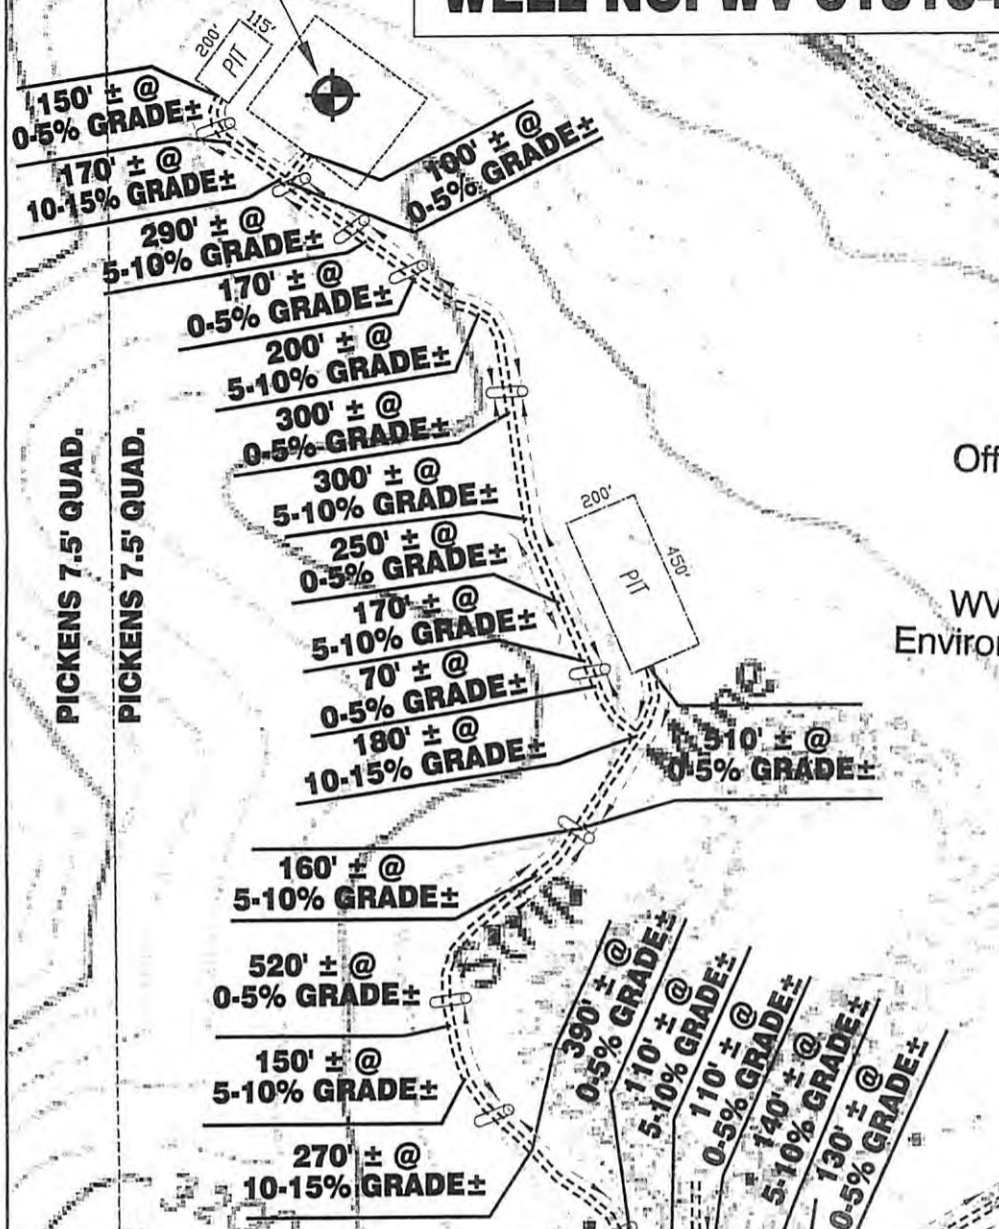 200'
115'
PIT
150' ± @
0-5% GRADE±
170' ± @
10-15% GRADE±
100' ± @
0-5% GRADE±
290' ± @
5-10% GRADE±
170' ± @
0-5% GRADE±
200' ± @
5-10% GRADE±
300' ± @
0-5% GRADE±
300' ± @
5-10% GRADE±
250' ± @
0-5% GRADE±
170' ± @
5-10% GRADE±
70' ± @
0-5% GRADE±
180' ± @
10-15% GRADE±
PICKENS 7.5' QUAD.
PICKENS 7.5' QUAD.
200'
450'
PIT
Off
WV
Environ
510' ± @
0-5% GRADE±
160' ± @
5-10% GRADE±
520' ± @
0-5% GRADE±
150' ± @
5-10% GRADE±
270' ± @
10-15% GRADE±
390' ± @
0-5% GRADE±
110' ± @
5-10% GRADE±
110' ± @
0-5% GRADE±
140' ± @
5-10% GRADE±
130' ± @
0-5% GRADE±